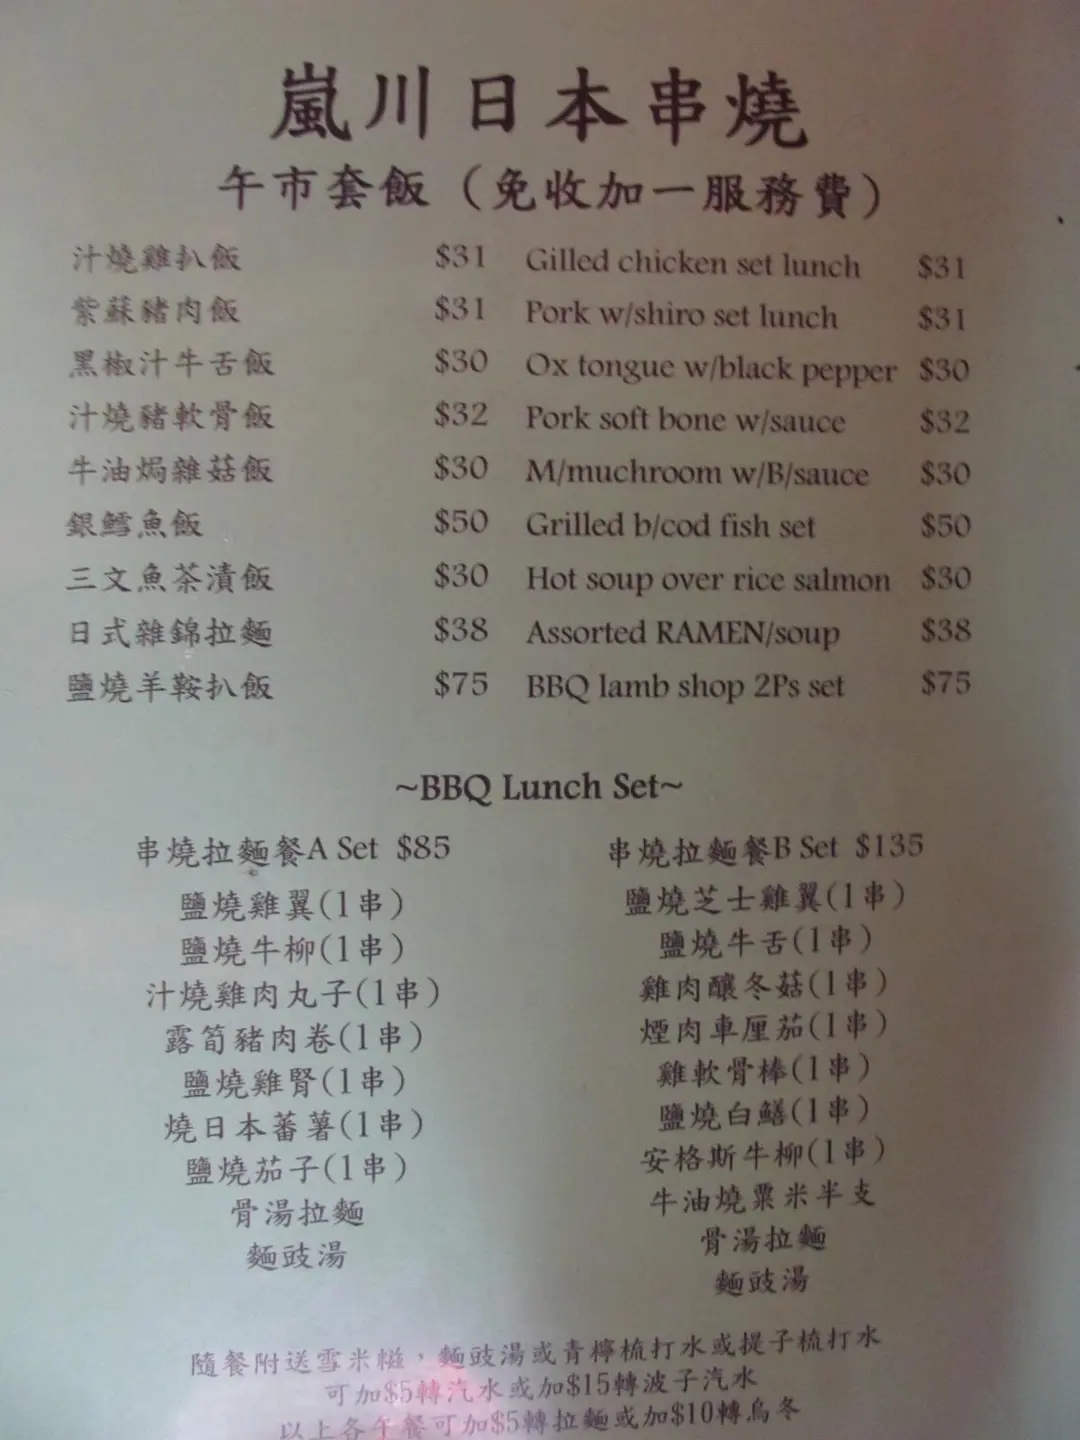 嵐川日本串燒
午市套飯（免收加一服務費）
汁燒雞扒飯 $31 Gilled chicken set lunch $31
紫蘇豬肉飯 $31 Pork w/shiro set lunch $31
黑椒汁牛舌飯 $30 Ox tongue w/black pepper $30
汁燒豬軟骨飯 $32 Pork soft bone w/sauce $32
牛油焗雜菇飯 $30 M/muchroom w/B/sauce $30
銀鱈魚飯 $50 Grilled b/cod fish set $50
三文魚茶漬飯 $30 Hot soup over rice salmon $30
日式雜錦拉麵 $38 Assorted RAMEN/soup $38
鹽燒羊鞍扒飯 $75 BBQ lamb shop 2Ps set $75
~BBQ Lunch Set~
串燒拉麵餐A Set $85
鹽燒雞翼(1串)
鹽燒牛柳(1串)
汁燒雞肉丸子(1串)
露筍豬肉卷(1串)
鹽燒雞腎(1串)
燒日本蕃薯(1串)
鹽燒茄子(1串)
骨湯拉麵
麵豉湯
串燒拉麵餐B Set $135
鹽燒芝士雞翼(1串)
鹽燒牛舌(1串)
雞肉釀冬菇(1串)
煙肉車厘茄(1串)
雞軟骨棒(1串)
鹽燒白鱔(1串)
安格斯牛柳(1串)
牛油燒粟米半支
骨湯拉麵
麵豉湯
隨餐附送雪米糍，麵豉湯或青檸梳打水或提子梳打水
可加$5轉汽水或加$15轉波子汽水
以上各午餐可加$5轉拉麵或加$10轉烏冬